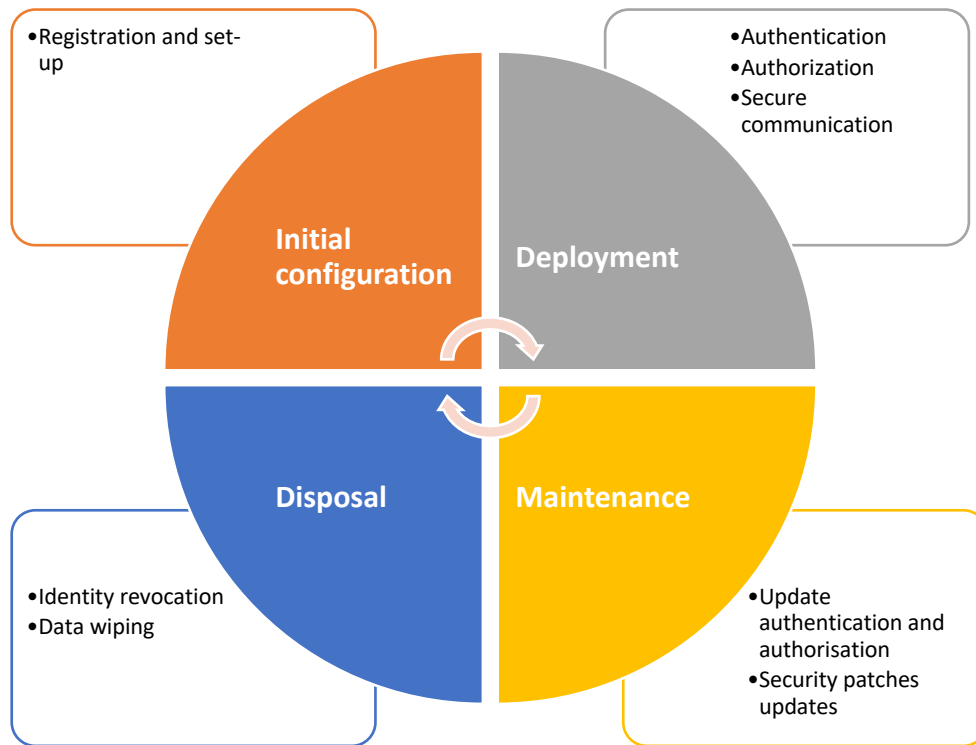 •Registration and set-
up
•Authentication
•Authorization
•Secure
communication
Initial
configuration
Deployment
Disposal
Maintenance
•Identity revocation
•Data wiping
•Update
authentication and
authorisation
•Security patches
updates